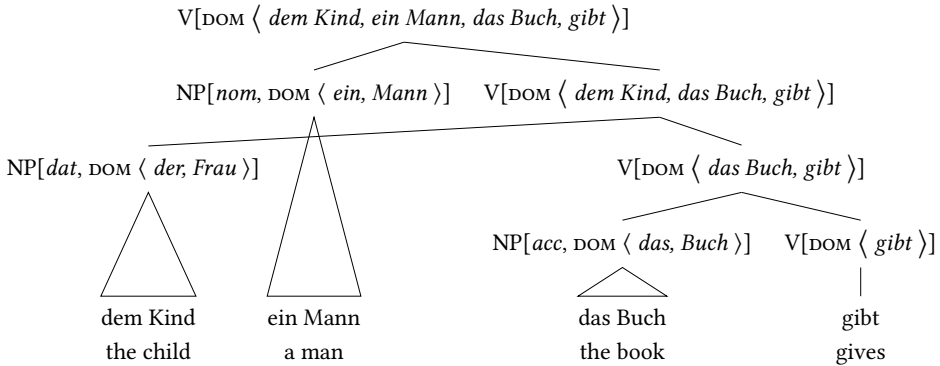 V[DOM ⟨ dem Kind, ein Mann, das Buch, gibt ⟩]
NP[nom, DOM ⟨ ein, Mann ⟩] V[DOM ⟨ dem Kind, das Buch, gibt ⟩]
NP[dat, DOM ⟨ der, Frau ⟩] V[DOM ⟨ das Buch, gibt ⟩]
NP[acc, DOM ⟨ das, Buch ⟩] V[DOM ⟨ gibt ⟩]
dem Kind ein Mann das Buch gibt
the child a man the book gives